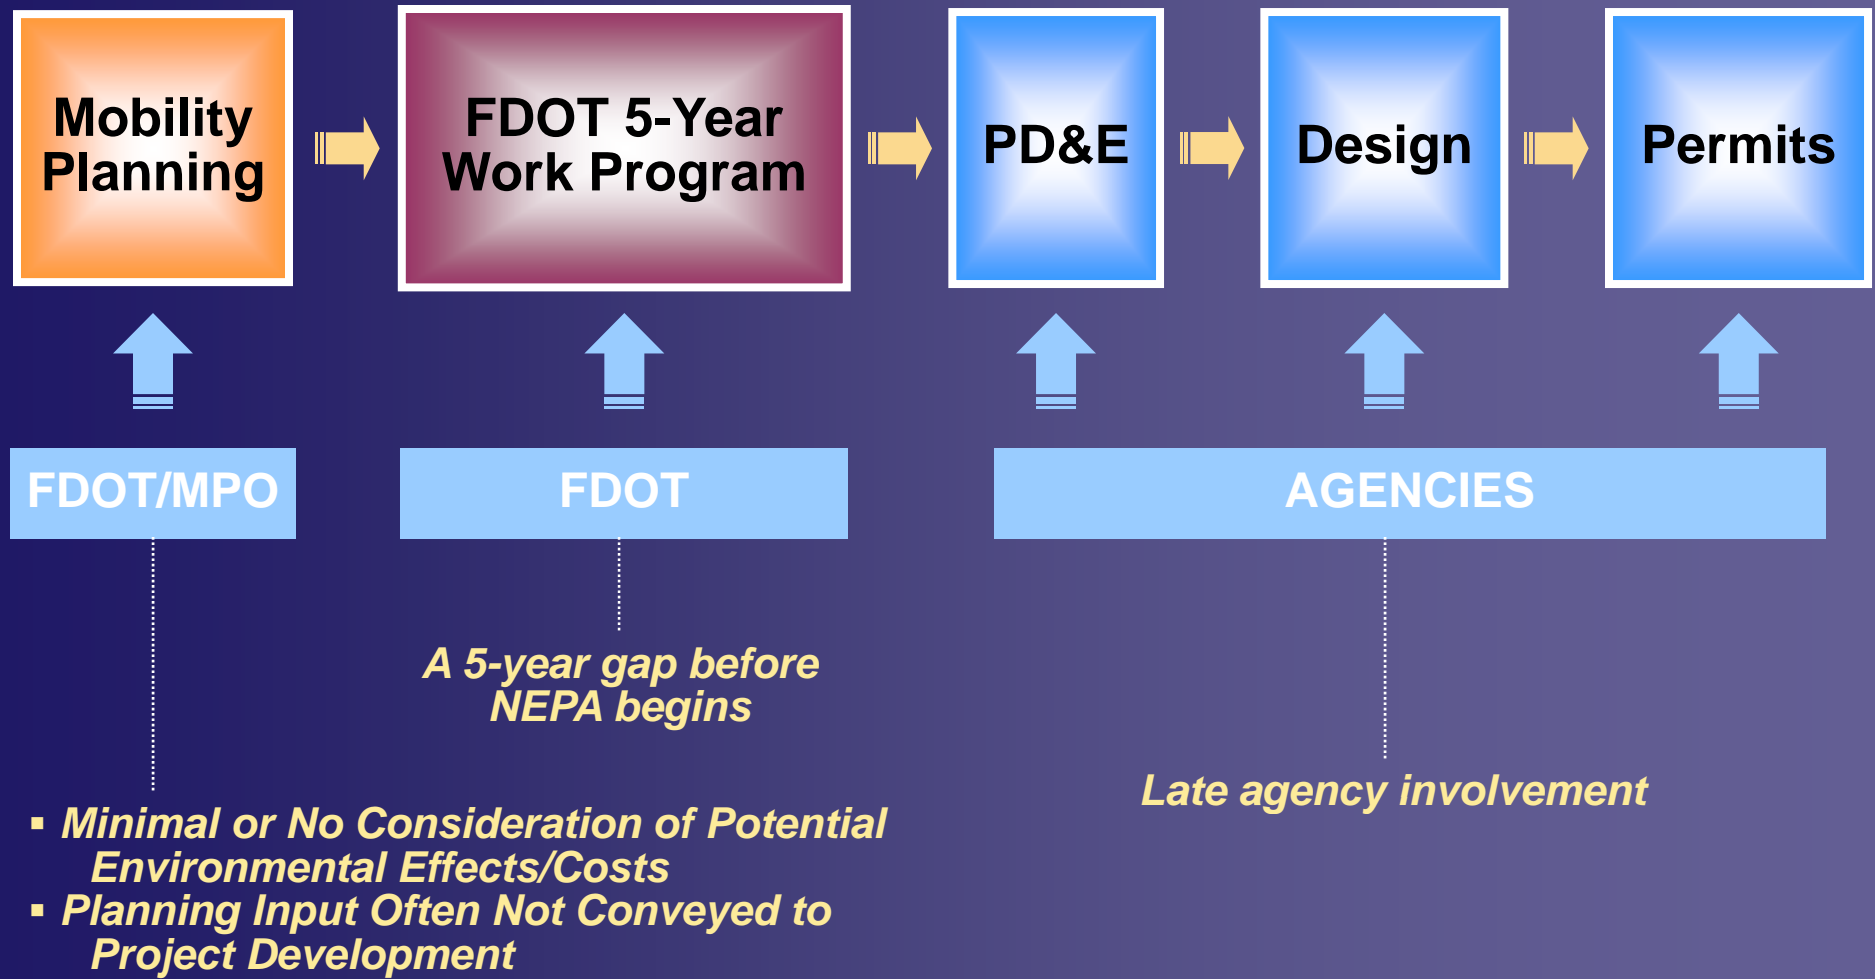 Mobility
Planning
FDOT 5-Year
Work Program
PD&E
Design
Permits
FDOT/MPO
FDOT
AGENCIES
A 5-year gap before
NEPA begins
Late agency involvement
▪ Minimal or No Consideration of Potential
Environmental Effects/Costs
▪ Planning Input Often Not Conveyed to
Project Development